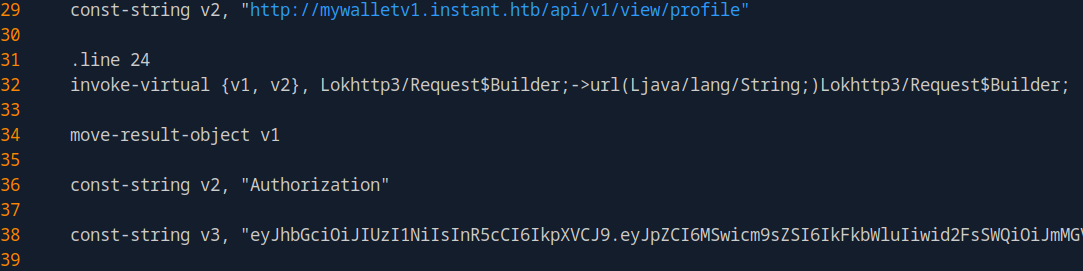 29 const-string v2, "http://mywalletv1.instant.htb/api/v1/view/profile"
30
31 .line 24
32 invoke-virtual {v1, v2}, Lokhttp3/Request$Builder;->url(Ljava/lang/String;)Lokhttp3/Request$Builder;
33
34 move-result-object v1
35
36 const-string v2, "Authorization"
37
38 const-string v3, "eyJhbGciOiJIUzI1NiIsInR5cCI6IkpXVCJ9.eyJpZCI6MSwicm9sZSI6IkFkbWluIiwid2FsSWQiOiJmMGV
39